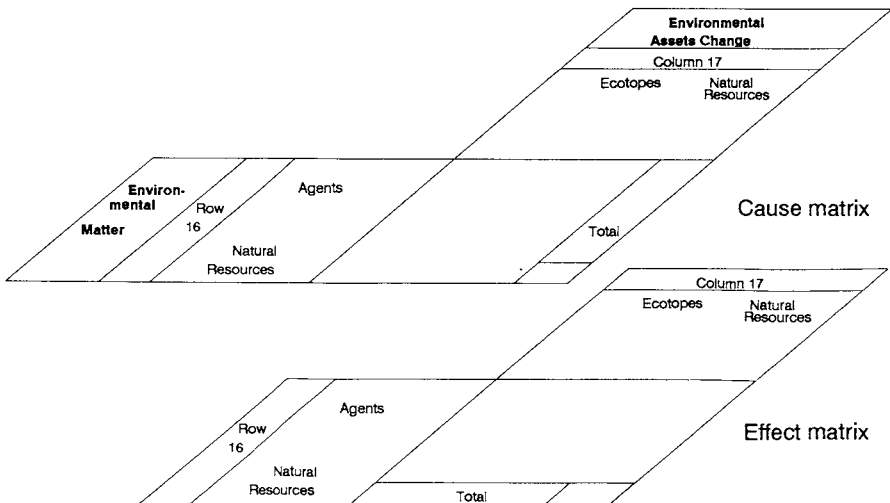 Environmental
Assets Change
Column 17
Ecotopes Natural
Resources
Environ-
mental
Matter
Row
16
Agents
Natural
Resources
Total
Cause matrix
Column 17
Ecotopes Natural
Resources
Row
16
Agents
Natural
Resources
Total
Effect matrix